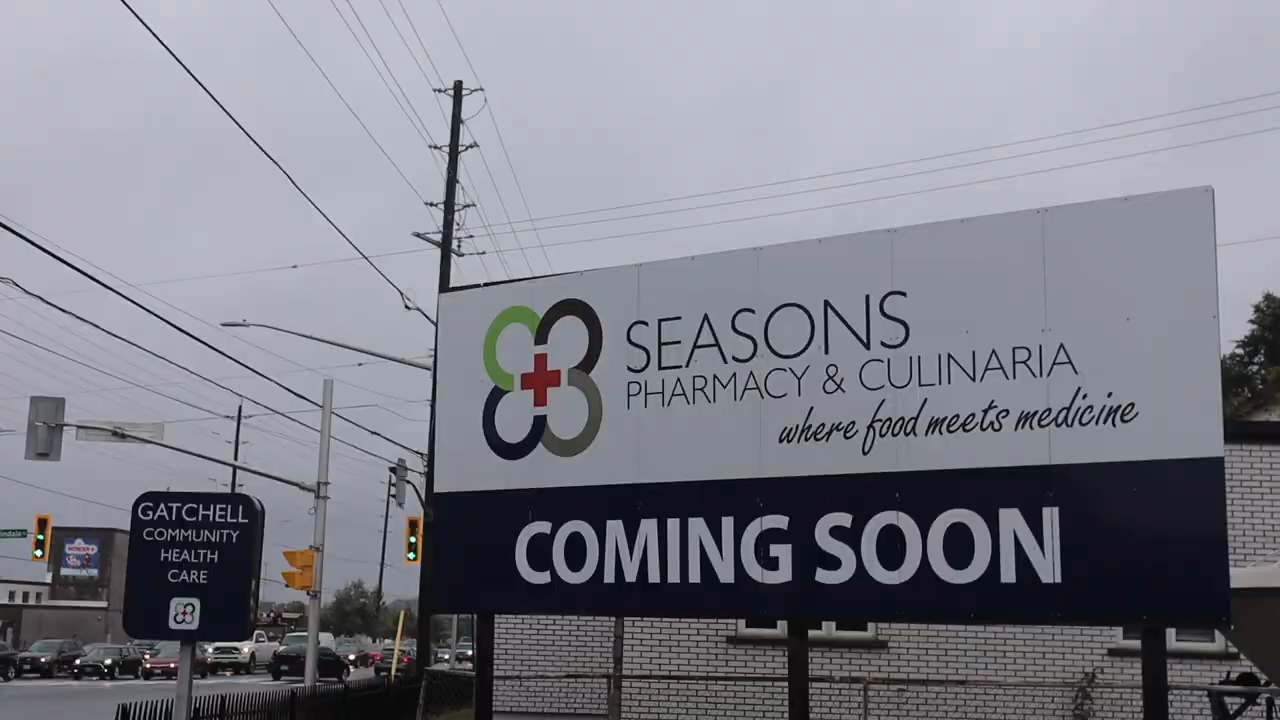 SEASONS
PHARMACY & CULINARIA
where food meets medicine
COMING SOON
GATCHELL
COMMUNITY
HEALTH
CARE